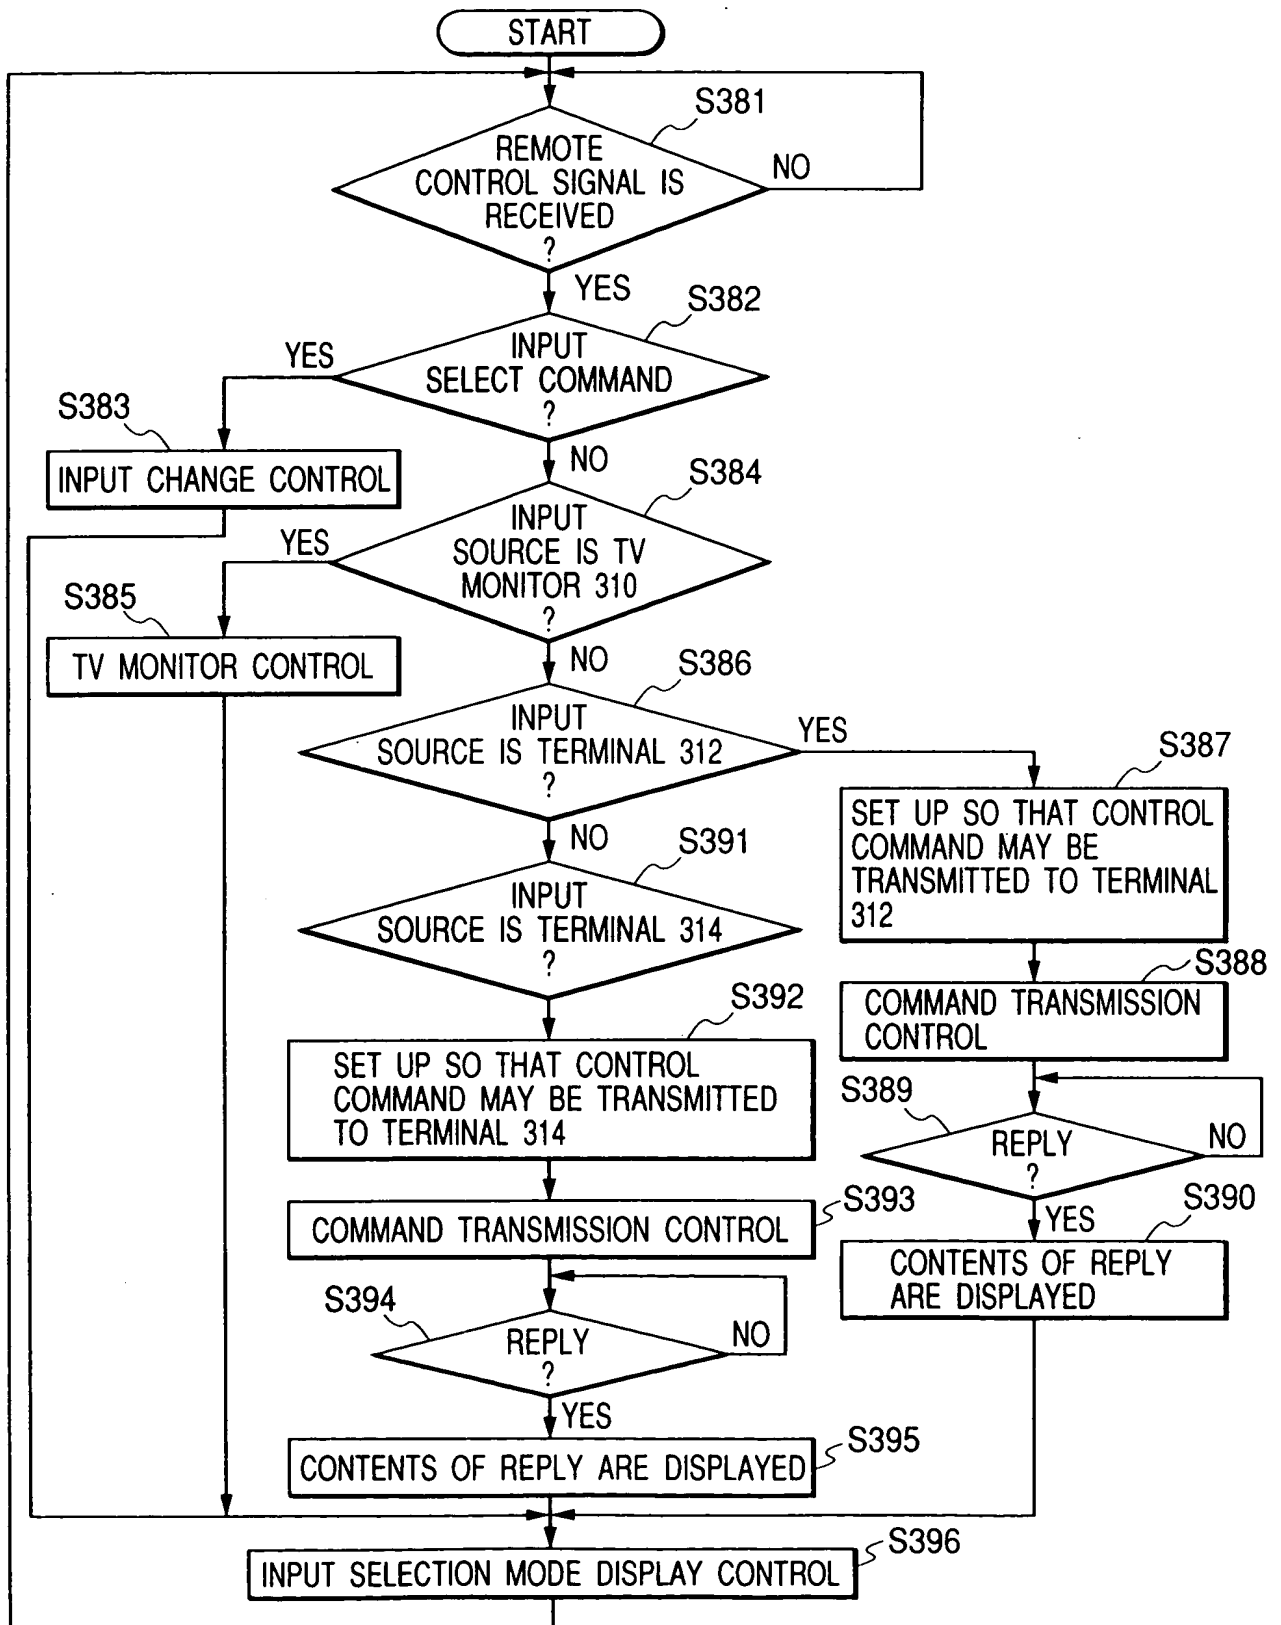 START
S381
REMOTE
CONTROL SIGNAL IS
RECEIVED
?
NO
YES
S382
INPUT
SELECT COMMAND
?
YES
S383
INPUT CHANGE CONTROL
NO
S384
INPUT
SOURCE IS TV
MONITOR 310
?
YES
S385
TV MONITOR CONTROL
NO
S386
INPUT
SOURCE IS TERMINAL 312
?
YES
S387
SET UP SO THAT CONTROL
COMMAND MAY BE
TRANSMITTED TO TERMINAL
312
NO
S391
INPUT
SOURCE IS TERMINAL 314
?
S388
COMMAND TRANSMISSION
CONTROL
S392
SET UP SO THAT CONTROL
COMMAND MAY BE TRANSMITTED
TO TERMINAL 314
S389
REPLY
?
NO
YES
S390
CONTENTS OF REPLY
ARE DISPLAYED
S393
COMMAND TRANSMISSION CONTROL
S394
REPLY
?
NO
YES
S395
CONTENTS OF REPLY ARE DISPLAYED
S396
INPUT SELECTION MODE DISPLAY CONTROL